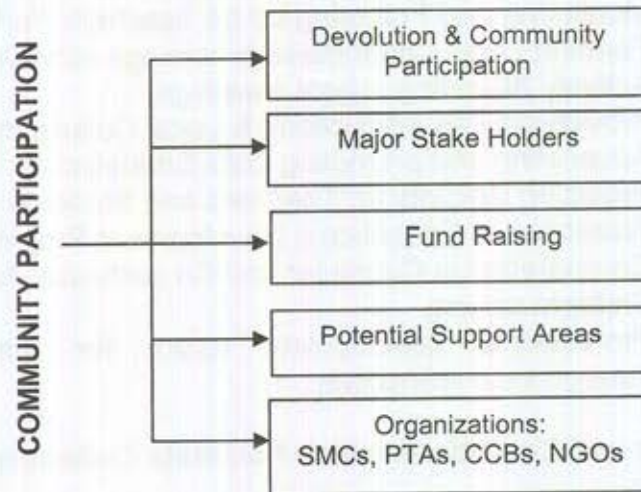 COMMUNITY PARTICIPATION
Devolution & Community
Participation
Major Stake Holders
Fund Raising
Potential Support Areas
Organizations:
SMCs, PTAs, CCBs, NGOs